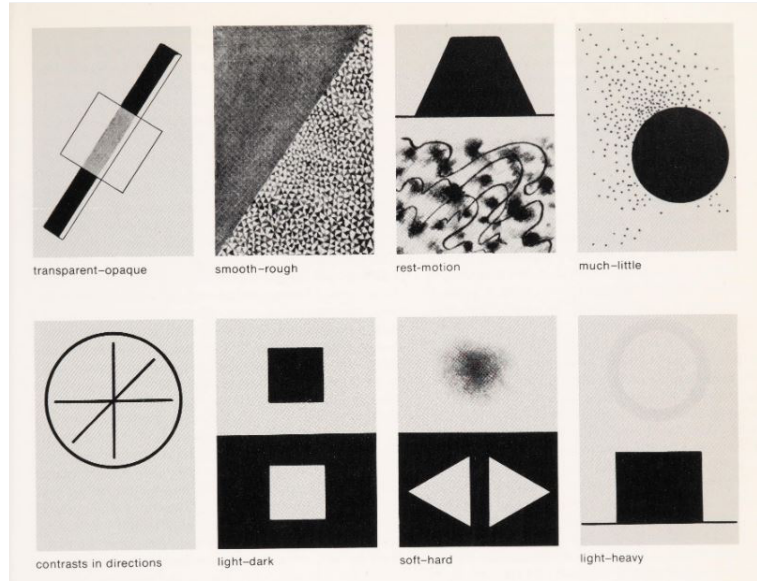 transparent–opaque
smooth–rough
rest-motion
much–little
contrasts in directions
light–dark
soft–hard
light–heavy